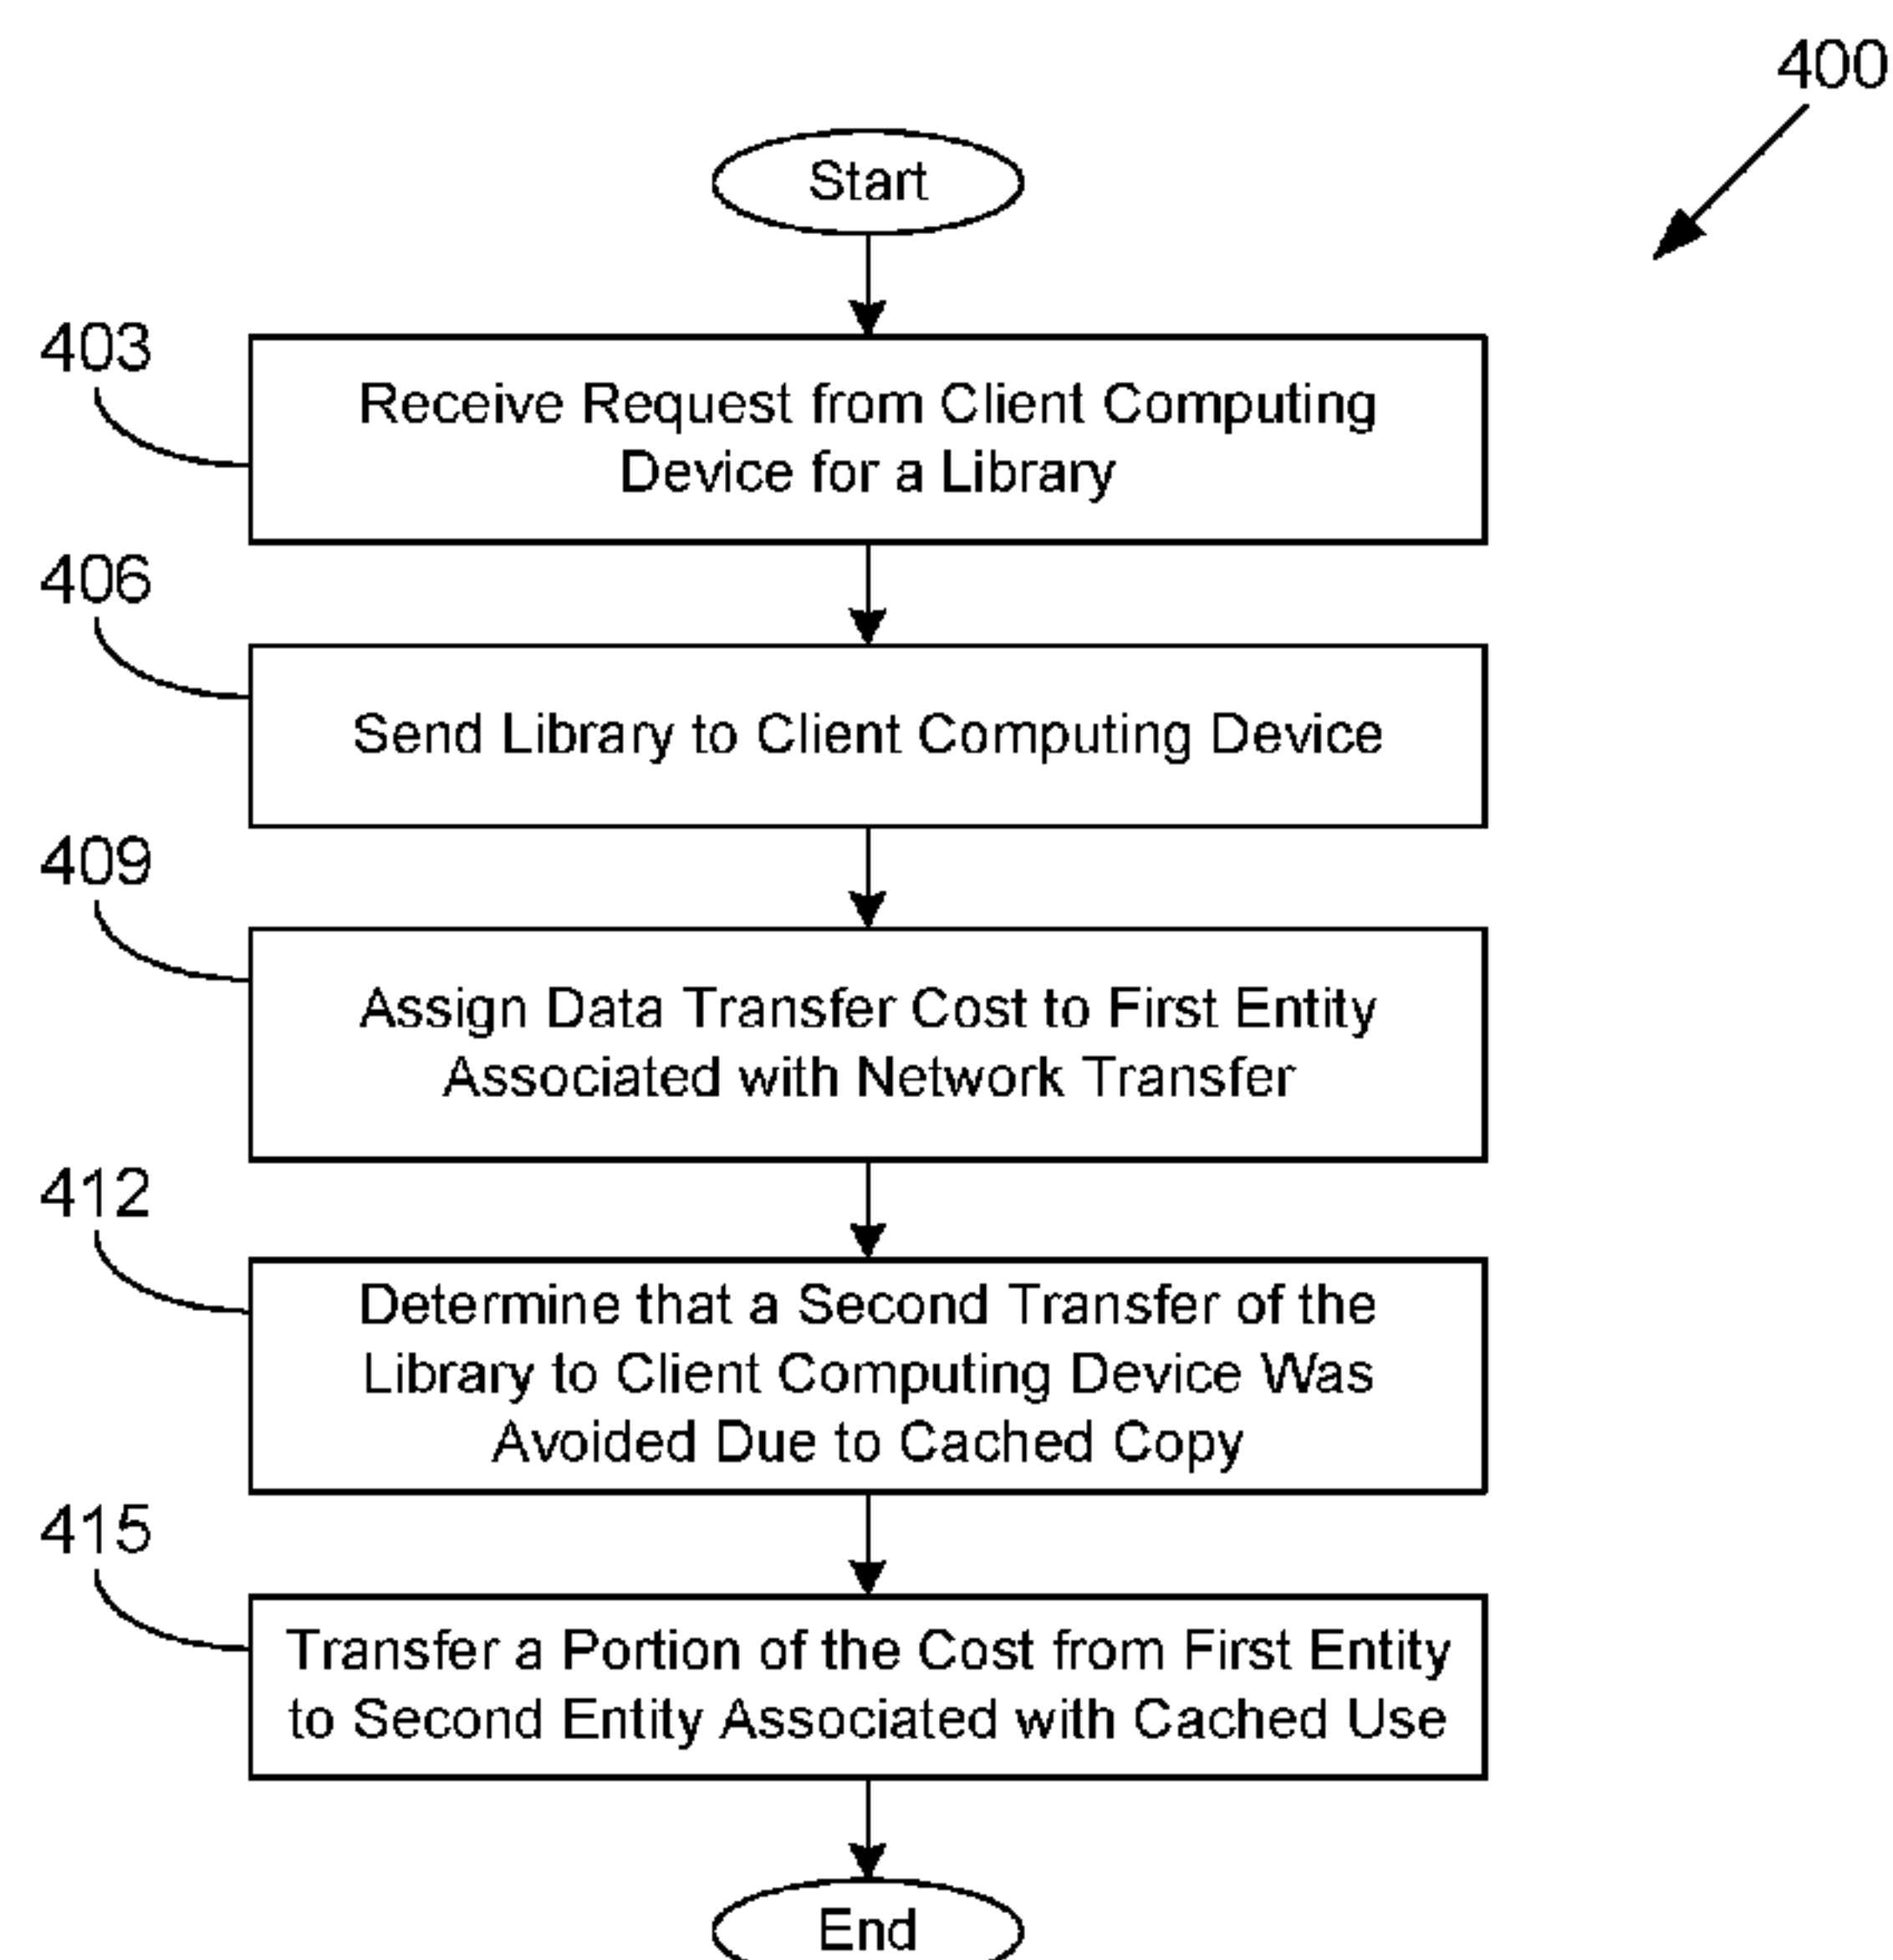 400
Start
403
Receive Request from Client Computing
Device for a Library
406
Send Library to Client Computing Device
409
Assign Data Transfer Cost to First Entity
Associated with Network Transfer
412
Determine that a Second Transfer of the
Library to Client Computing Device Was
Avoided Due to Cached Copy
415
Transfer a Portion of the Cost from First Entity
to Second Entity Associated with Cached Use
End